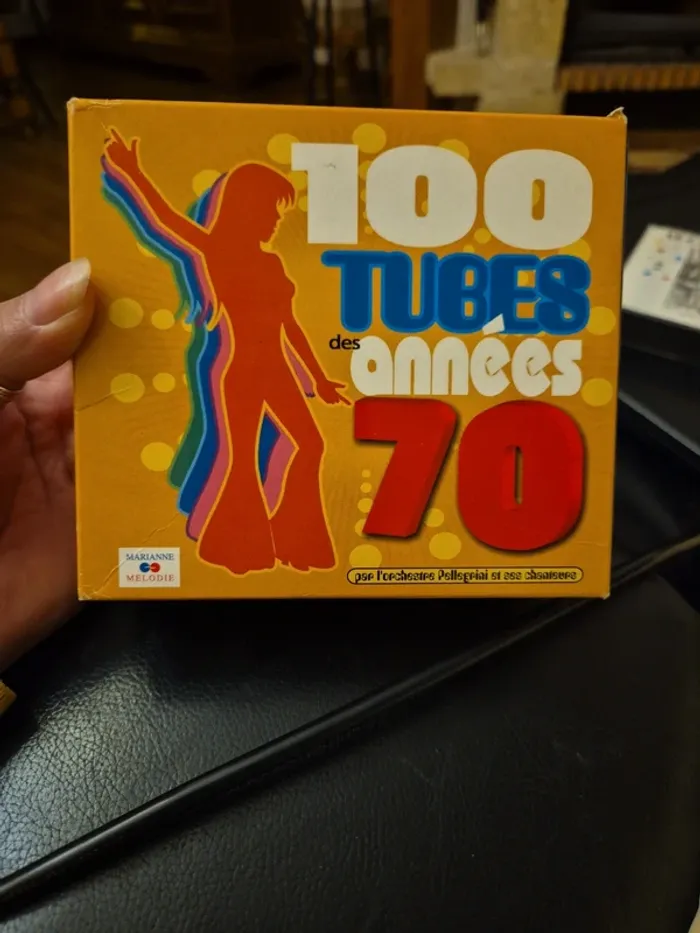 100
TUBES
des années
70
MARIANNE
MELODIE
par l'orchestre Pellegrini et ses chanteurs